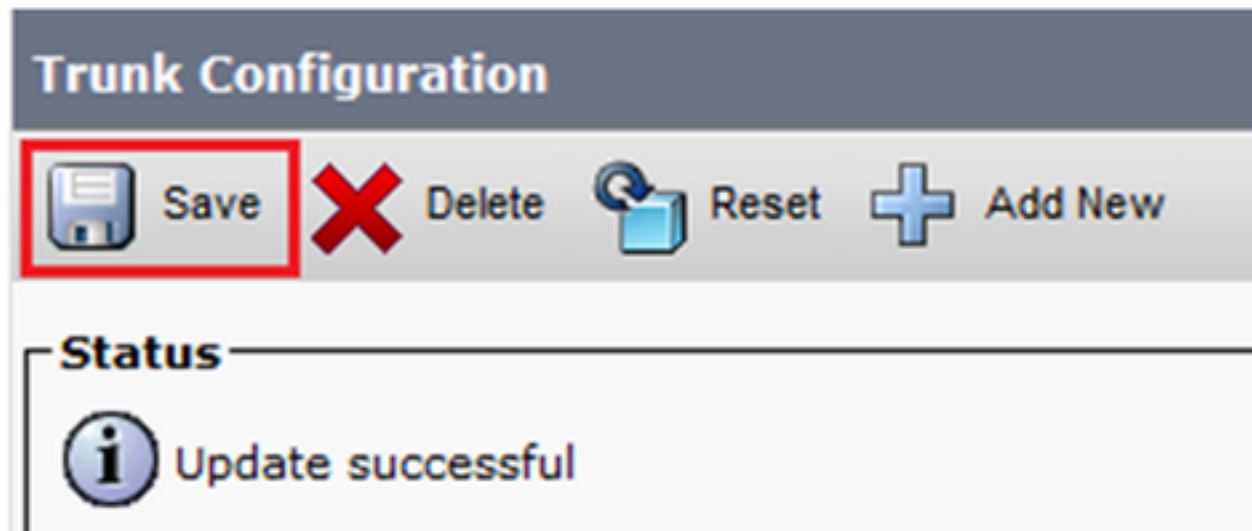 Trunk Configuration
Save Delete Reset Add New
Status
Update successful